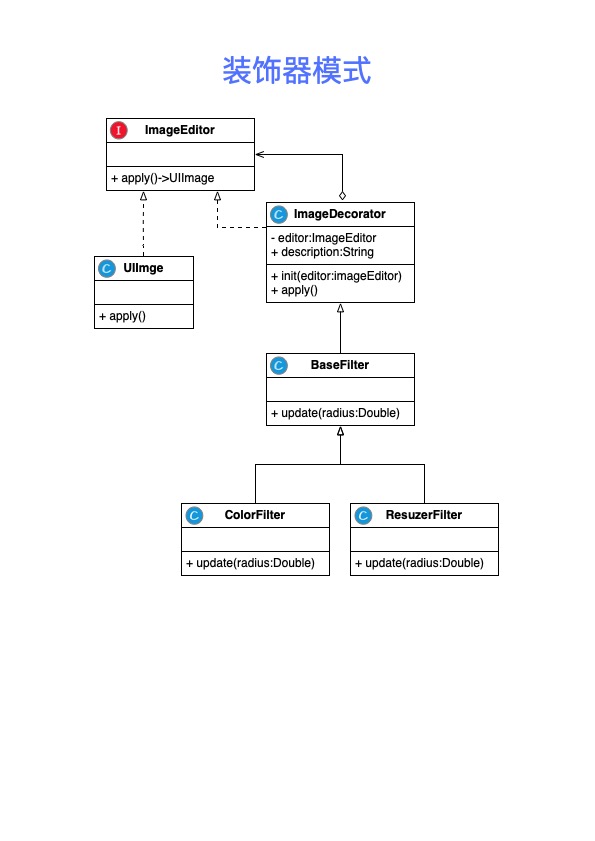 装饰器模式
I ImageEditor
+ apply()->UIImage
C ImageDecorator
- editor:ImageEditor
+ description:String
+ init(editor:imageEditor)
+ apply()
C UIImge
+ apply()
C BaseFilter
+ update(radius:Double)
C ColorFilter
+ update(radius:Double)
C ResuzerFilter
+ update(radius:Double)